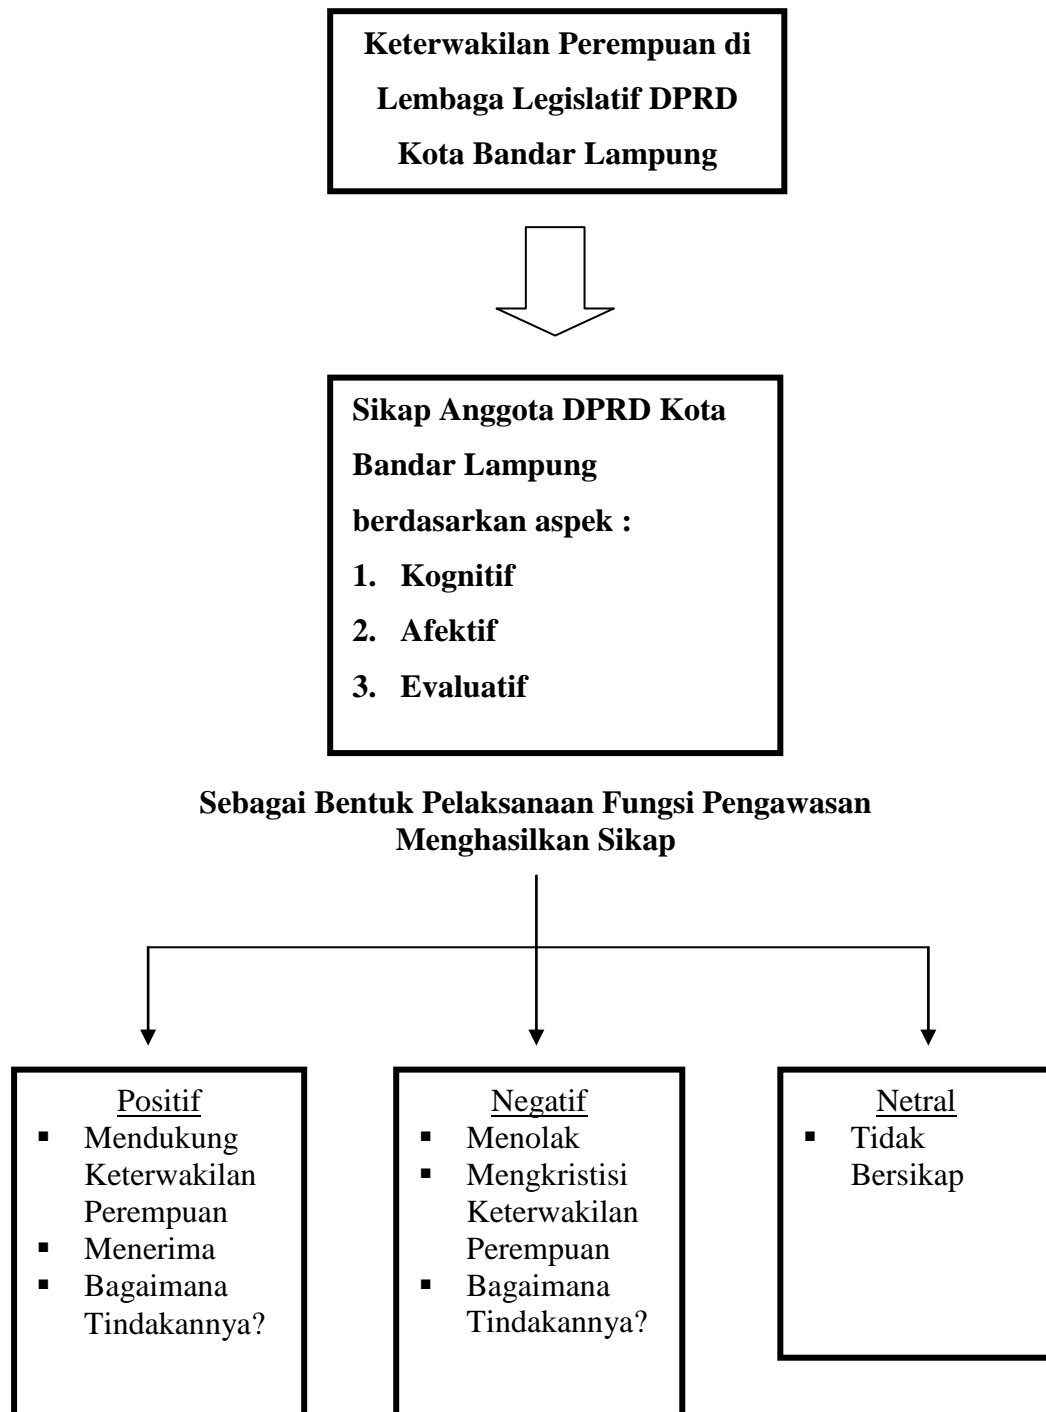 Keterwakilan Perempuan di
Lembaga Legislatif DPRD
Kota Bandar Lampung
Sikap Anggota DPRD Kota
Bandar Lampung
berdasarkan aspek :
1. Kognitif
2. Afektif
3. Evaluatif
Sebagai Bentuk Pelaksanaan Fungsi Pengawasan
Menghasilkan Sikap
Positif
▪ Mendukung
Keterwakilan
Perempuan
▪ Menerima
▪ Bagaimana
Tindakannya?
Negatif
▪ Menolak
▪ Mengkristisi
Keterwakilan
Perempuan
▪ Bagaimana
Tindakannya?
Netral
▪ Tidak
Bersikap